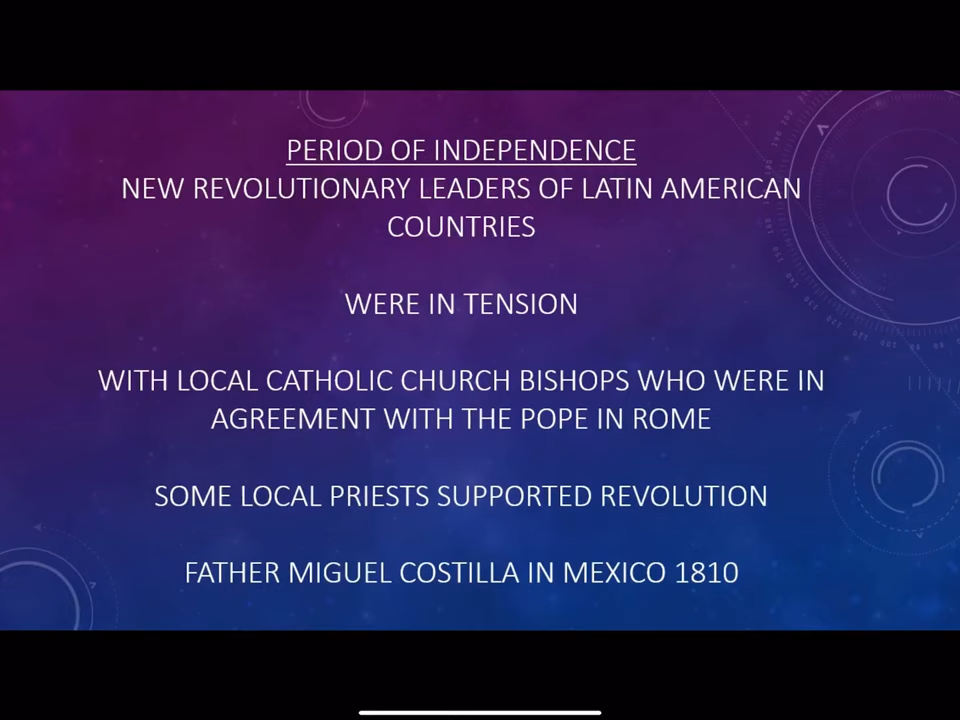 PERIOD OF INDEPENDENCE
NEW REVOLUTIONARY LEADERS OF LATIN AMERICAN
COUNTRIES
WERE IN TENSION
WITH LOCAL CATHOLIC CHURCH BISHOPS WHO WERE IN
AGREEMENT WITH THE POPE IN ROME
SOME LOCAL PRIESTS SUPPORTED REVOLUTION
FATHER MIGUEL COSTILLA IN MEXICO 1810